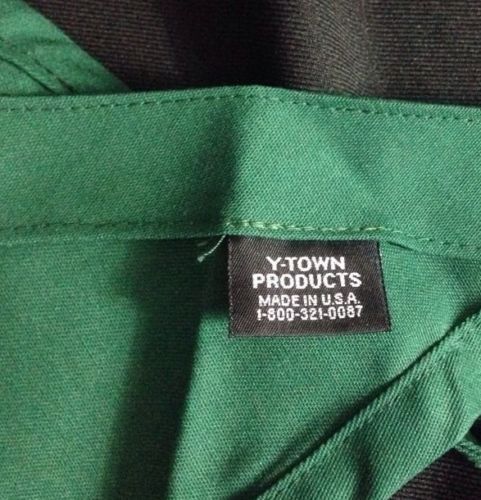 Y-TOWN
PRODUCTS
MADE IN U.S.A.
1-800-321-0087